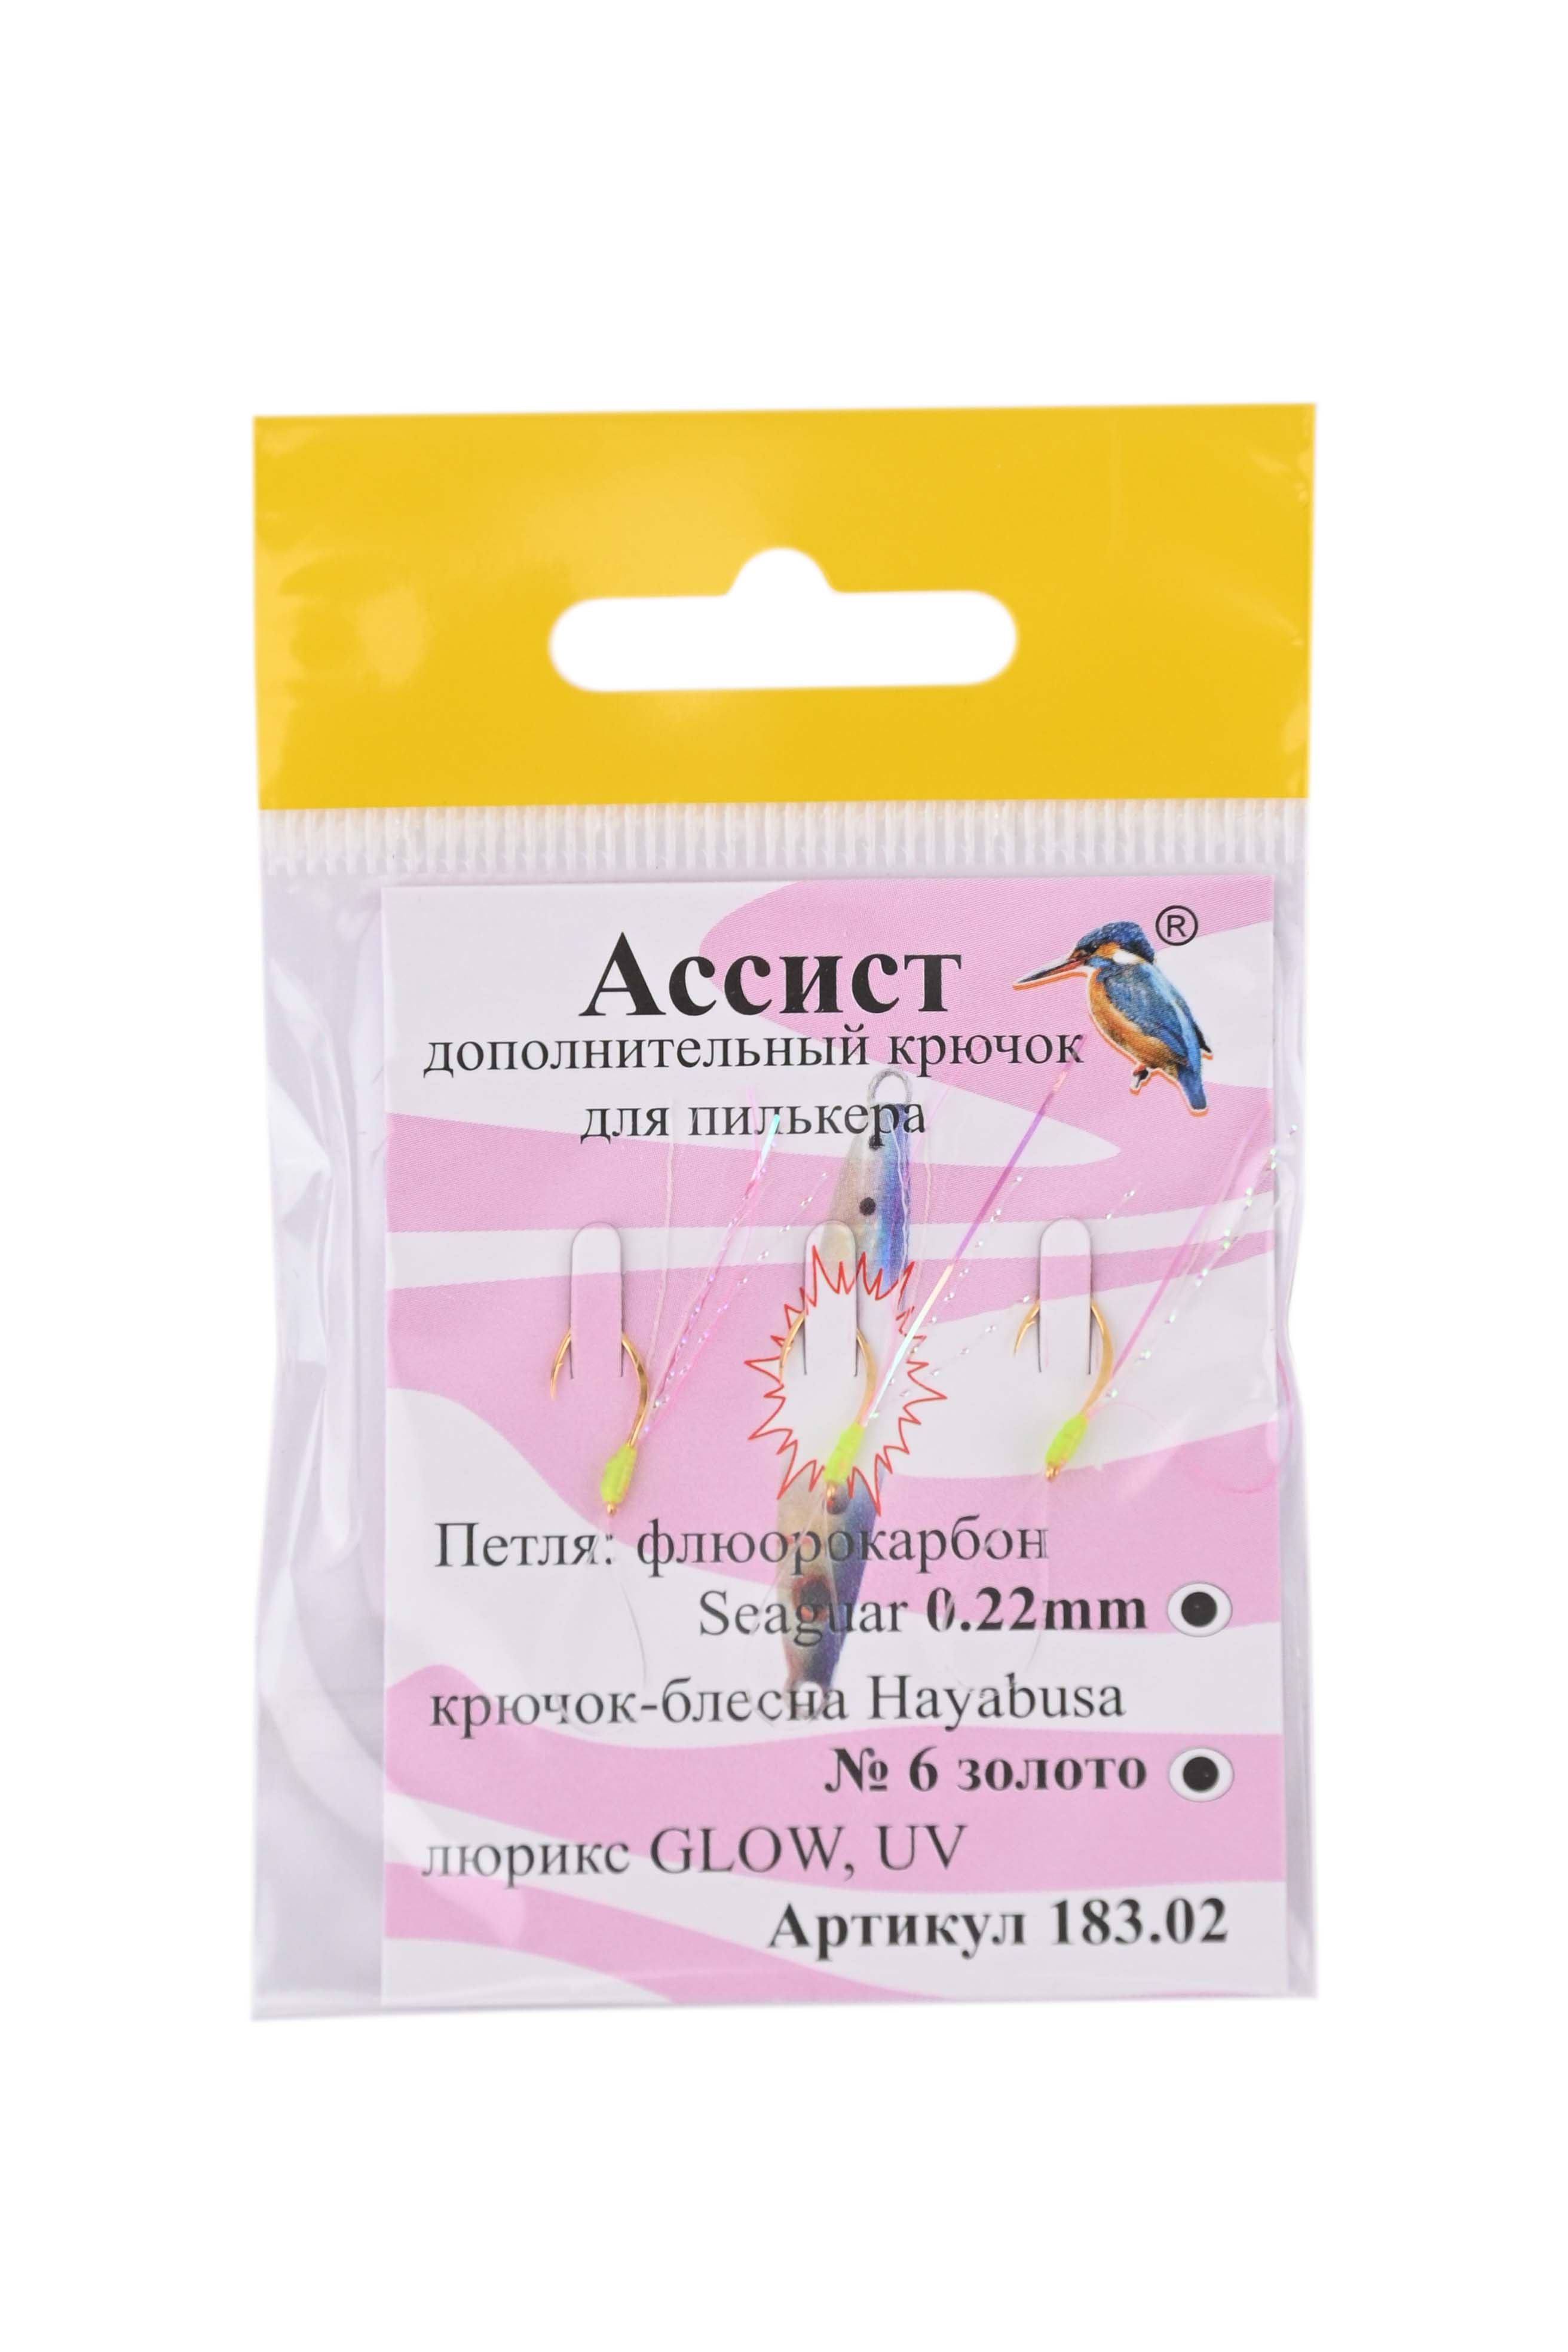 Ассист
®
дополнительный крючок
для пилькера
Петля: флюорокарбон
Seaguar 0.22mm
крючок-блесна Hayabusa
№ 6 золото
люрикс GLOW, UV
Артикул 183.02